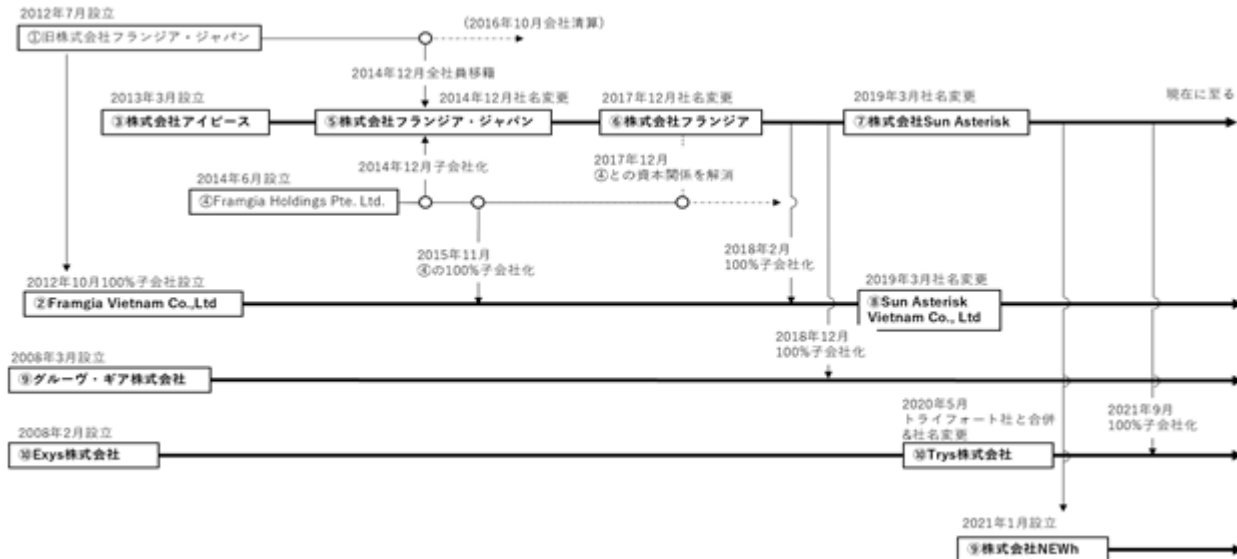 2012年7月設立
①旧株式会社フランジア・ジャパン
(2016年10月会社清算)
2014年12月全社員移籍
2013年3月設立
③株式会社アイピース
2014年12月社名変更
⑤株式会社フランジア・ジャパン
2017年12月社名変更
⑥株式会社フランジア
2019年3月社名変更
⑦株式会社Sun Asterisk
現在に至る
2014年12月子会社化
2017年12月
④との資本関係を解消
2014年6月設立
④Framgia Holdings Pte. Ltd.
2015年11月
④の100%子会社化
2018年2月
100%子会社化
2012年10月100%子会社設立
②Framgia Vietnam Co.,Ltd
2019年3月社名変更
⑧Sun Asterisk
Vietnam Co., Ltd
2018年12月
100%子会社化
2008年3月設立
⑨グルーヴ・ギア株式会社
2020年5月
トライフォート社と合併
&社名変更
2021年9月
100%子会社化
2008年2月設立
⑩Exys株式会社
⑩Trys株式会社
2021年1月設立
⑨株式会社NEWh